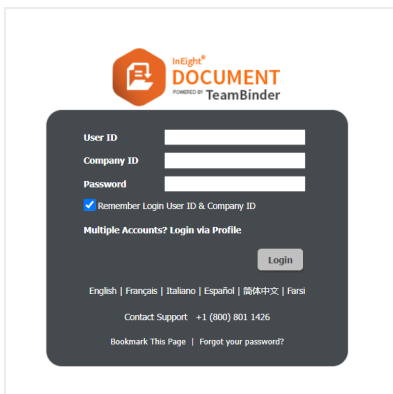 InEight®
DOCUMENT
POWERED BY TeamBinder
User ID
Company ID
Password
Remember Login User ID & Company ID
Multiple Accounts? Login via Profile
Login
English | Français | Italiano | Español | 简体中文 | Farsi
Contact Support +1 (800) 801 1426
Bookmark This Page | Forgot your password?